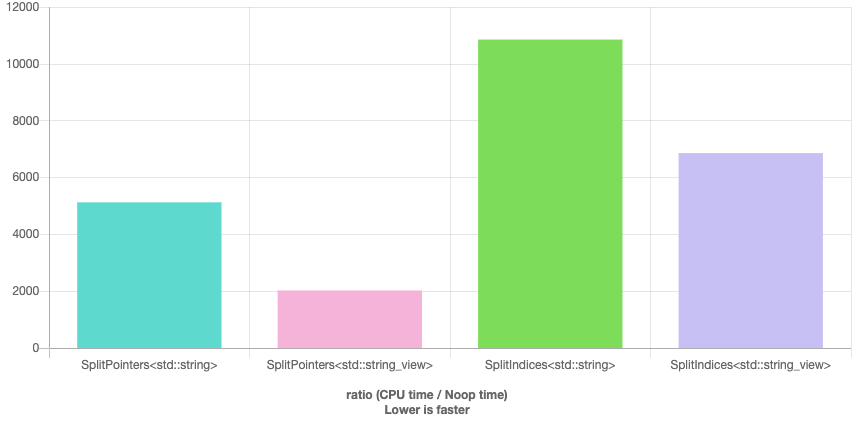 12000
10000
8000
6000
4000
2000
0
SplitPointers<std::string>
SplitPointers<std::string_view>
SplitIndices<std::string>
SplitIndices<std::string_view>
ratio (CPU time / Noop time)
Lower is faster